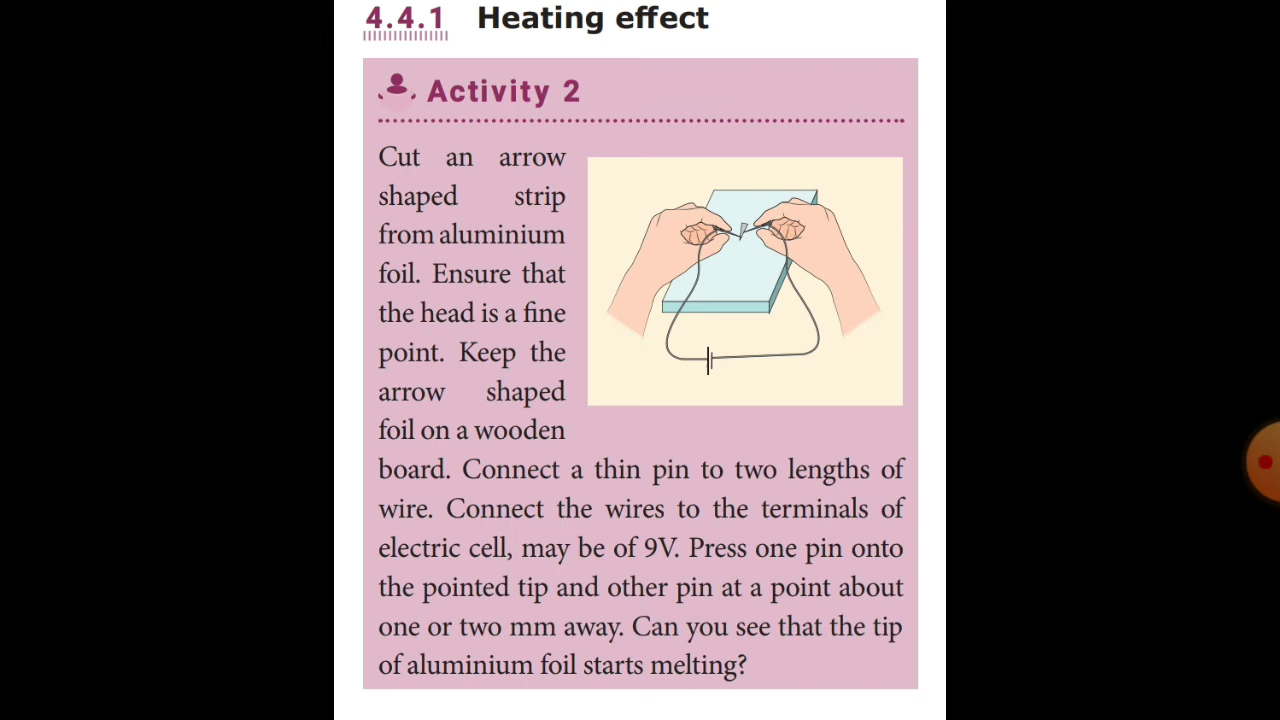 4.4.1 Heating effect
Activity 2
Cut an arrow
shaped strip
from aluminium
foil. Ensure that
the head is a fine
point. Keep the
arrow shaped
foil on a wooden
board. Connect a thin pin to two lengths of
wire. Connect the wires to the terminals of
electric cell, may be of 9V. Press one pin onto
the pointed tip and other pin at a point about
one or two mm away. Can you see that the tip
of aluminium foil starts melting?